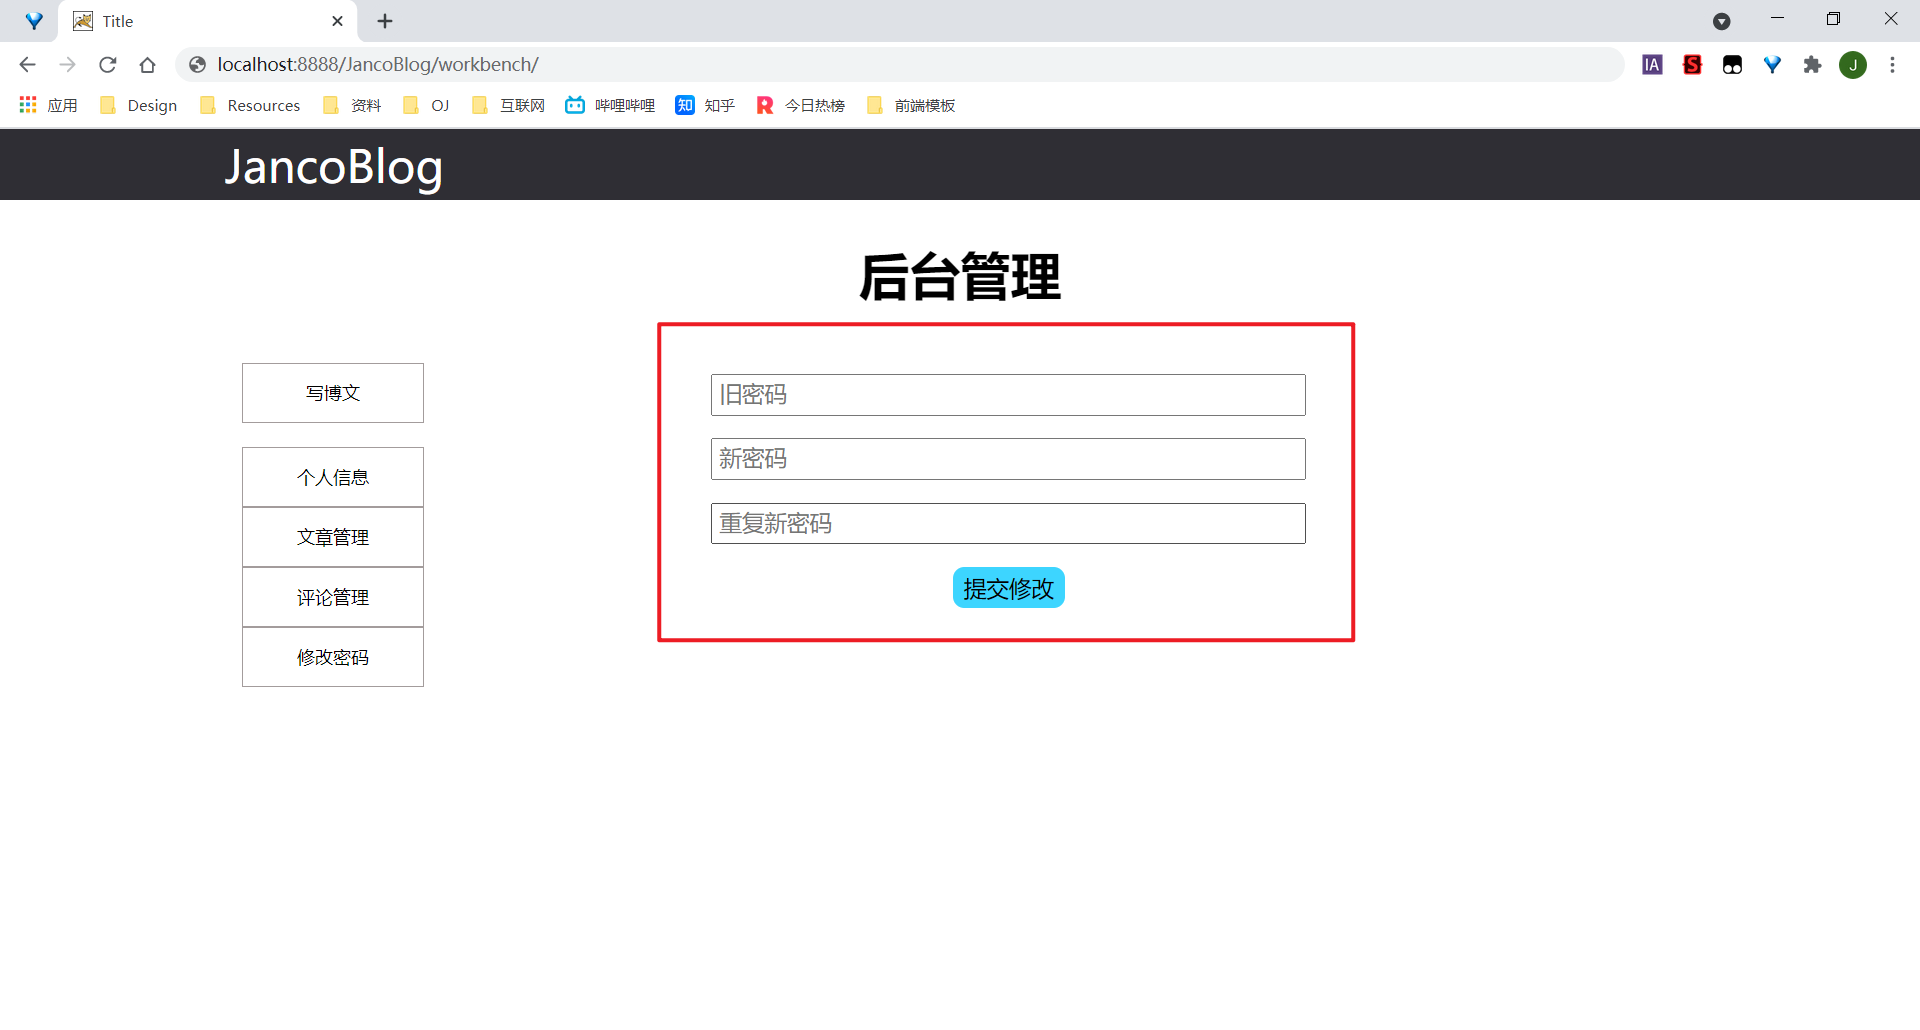 Title
localhost:8888/JancoBlog/workbench/
IA
S
J
应用 Design Resources 资料 OJ 互联网 哔哩哔哩 知 知乎 R 今日热榜 前端模板
JancoBlog
后台管理
写博文
个人信息
文章管理
评论管理
修改密码
旧密码
新密码
重复新密码
提交修改